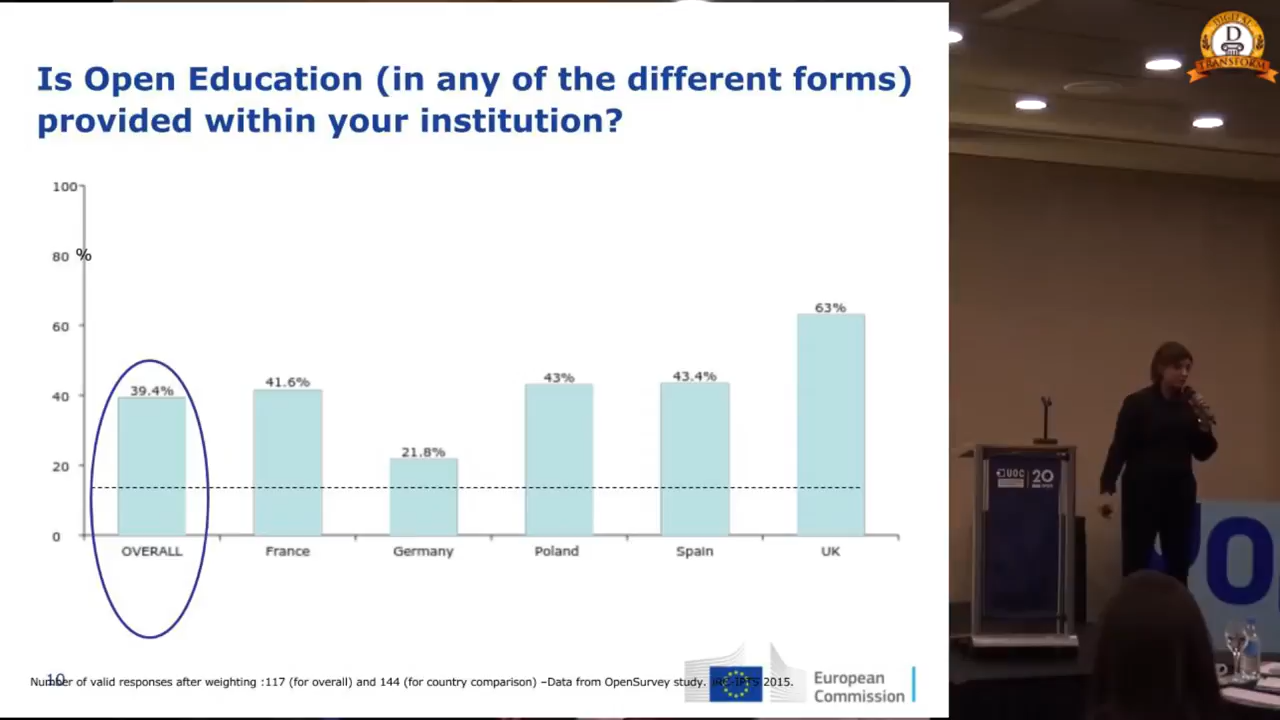 Is Open Education (in any of the different forms)
provided within your institution?
100
80 %
60
40
20
0
39.4%
41.6%
21.8%
43%
43.4%
63%
OVERALL
France
Germany
Poland
Spain
UK
10
Number of valid responses after weighting :117 (for overall) and 144 (for country comparison) –Data from OpenSurvey study. JRC-IPTS 2015.
European
Commission
DIGITAL
D
TRANSFORM
UOC
20
UO